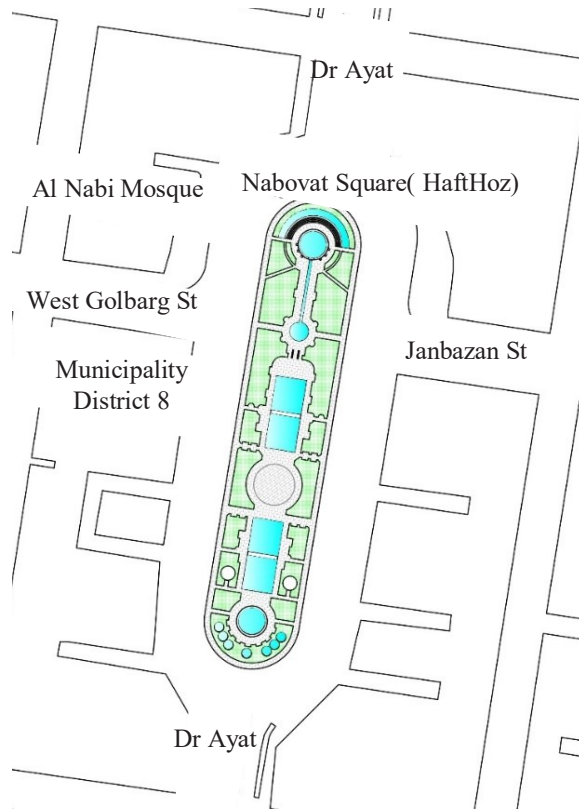 Dr Ayat
Al Nabi Mosque
Nabovat Square( HaftHoz)
West Golbarg St
Janbazan St
Municipality
District 8
Dr Ayat